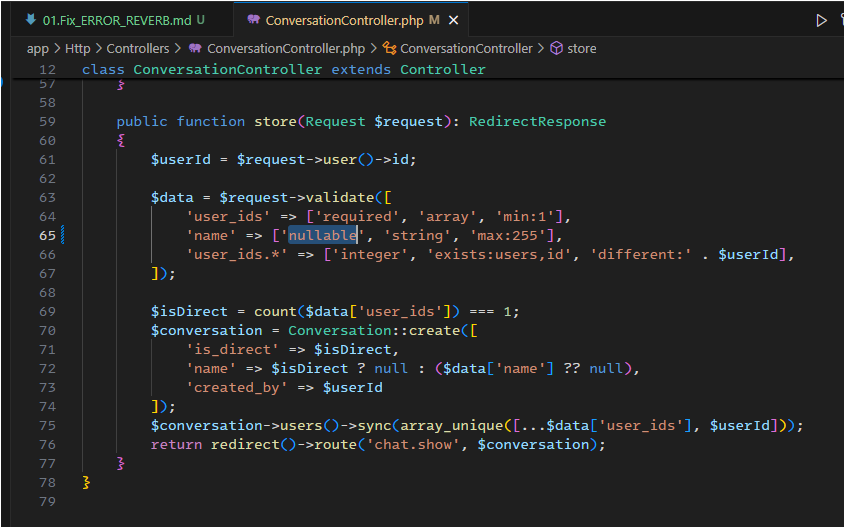 01.Fix_ERROR_REVERB.md U
ConversationController.php M
app > Http > Controllers > ConversationController.php > ConversationController > store
12 class ConversationController extends Controller
57 }
58
59 public function store(Request $request): RedirectResponse
60 {
61 $userId = $request->user()->id;
62
63 $data = $request->validate([
64 'user_ids' => ['required', 'array', 'min:1'],
65 'name' => ['nullable', 'string', 'max:255'],
66 'user_ids.*' => ['integer', 'exists:users,id', 'different:' . $userId],
67 ]);
68
69 $isDirect = count($data['user_ids']) === 1;
70 $conversation = Conversation::create([
71 'is_direct' => $isDirect,
72 'name' => $isDirect ? null : ($data['name'] ?? null),
73 'created_by' => $userId
74 ]);
75 $conversation->users()->sync(array_unique([...$data['user_ids'], $userId]));
76 return redirect()->route('chat.show', $conversation);
77 }
78 }
79